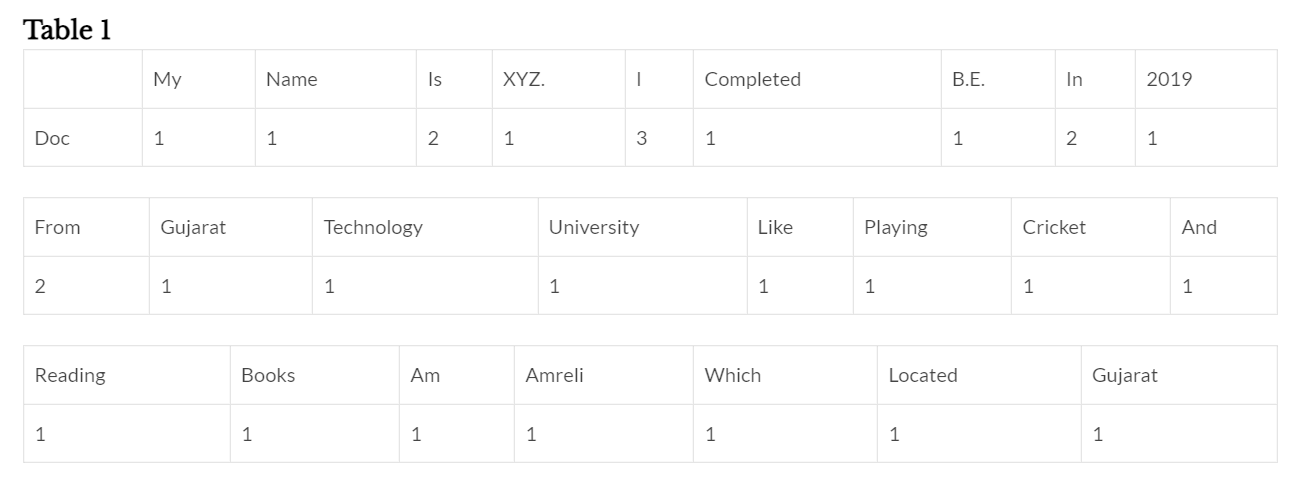 Table 1
My Name Is XYZ. I Completed B.E. In 2019
Doc 1 1 2 1 3 1 1 2 1
From Gujarat Technology University Like Playing Cricket And
2 1 1 1 1 1 1 1
Reading Books Am Amreli Which Located Gujarat
1 1 1 1 1 1 1